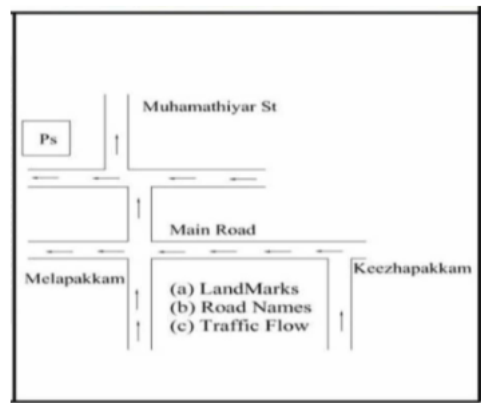 Muhamathiyar St
Ps
Main Road
Melapakkam
Keezhapakkam
(a) LandMarks
(b) Road Names
(c) Traffic Flow